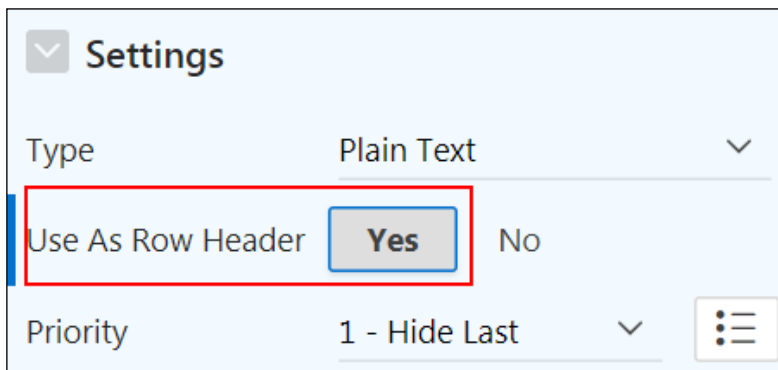 Settings
Type Plain Text
Use As Row Header Yes No
Priority 1 - Hide Last